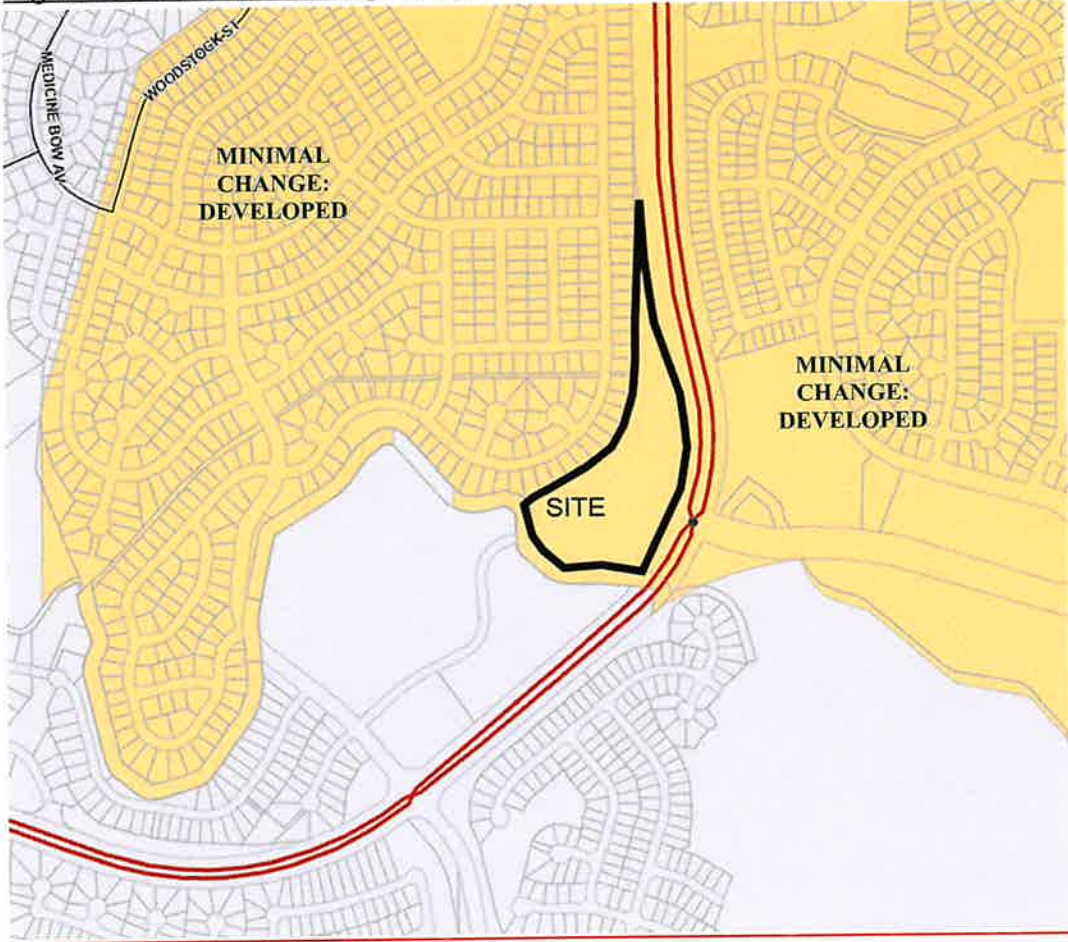 WOODSTOCK ST
MEDICINE BOW AV
MINIMAL
CHANGE:
DEVELOPED
MINIMAL
CHANGE:
DEVELOPED
SITE